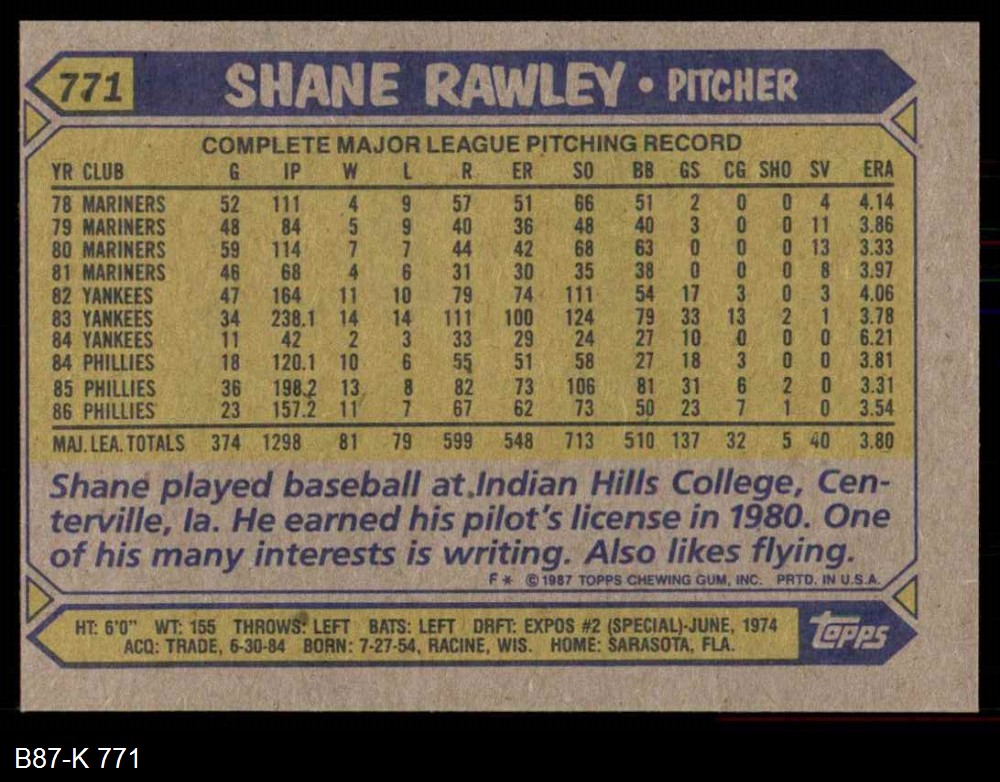 771 SHANE RAWLEY • PITCHER
COMPLETE MAJOR LEAGUE PITCHING RECORD
YR CLUB G IP W L R ER SO BB GS CG SHO SV ERA
78 MARINERS 52 111 4 9 57 51 66 51 2 0 0 4 4.14
79 MARINERS 48 84 5 9 40 36 48 40 3 0 0 11 3.86
80 MARINERS 59 114 7 7 44 42 68 63 0 0 0 13 3.33
81 MARINERS 46 68 4 6 31 30 35 38 0 0 0 8 3.97
82 YANKEES 47 164 11 10 79 74 111 54 17 3 0 3 4.06
83 YANKEES 34 238.1 14 14 111 100 124 79 33 13 2 1 3.78
84 YANKEES 11 42 2 3 33 29 24 27 10 0 0 0 6.21
84 PHILLIES 18 120.1 10 6 55 51 58 27 18 3 0 0 3.81
85 PHILLIES 36 198.2 13 8 82 73 106 81 31 6 2 0 3.31
86 PHILLIES 23 157.2 11 7 67 62 73 50 23 7 1 0 3.54
MAJ. LEA. TOTALS 374 1298 81 79 599 548 713 510 137 32 5 40 3.80
Shane played baseball at Indian Hills College, Cen-
terville, Ia. He earned his pilot's license in 1980. One
of his many interests is writing. Also likes flying.
F* ©1987 TOPPS CHEWING GUM, INC. PRTD. IN U.S.A.
HT: 6'0" WT: 155 THROWS: LEFT BATS: LEFT DRFT: EXPOS #2 (SPECIAL)-JUNE, 1974
ACQ: TRADE, 6-30-84 BORN: 7-27-54, RACINE, WIS. HOME: SARASOTA, FLA.
topps
B87-K 771